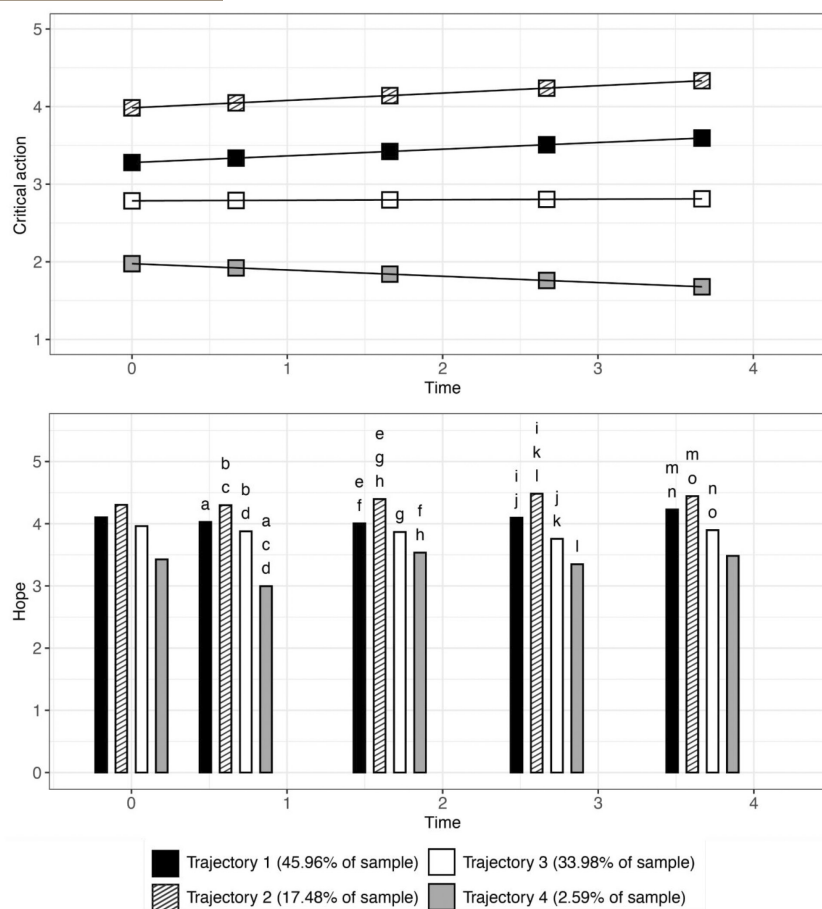 5
4
3
2
1
Critical action
0 1 2 3 4
Time
i
e k m
b g i l m o
b c e h j n
a b a f g f j k l n o
d c h
d
5
4
3
2
1
0
Hope
0 1 2 3 4
Time
Trajectory 1 (45.96% of sample) Trajectory 3 (33.98% of sample)
Trajectory 2 (17.48% of sample) Trajectory 4 (2.59% of sample)